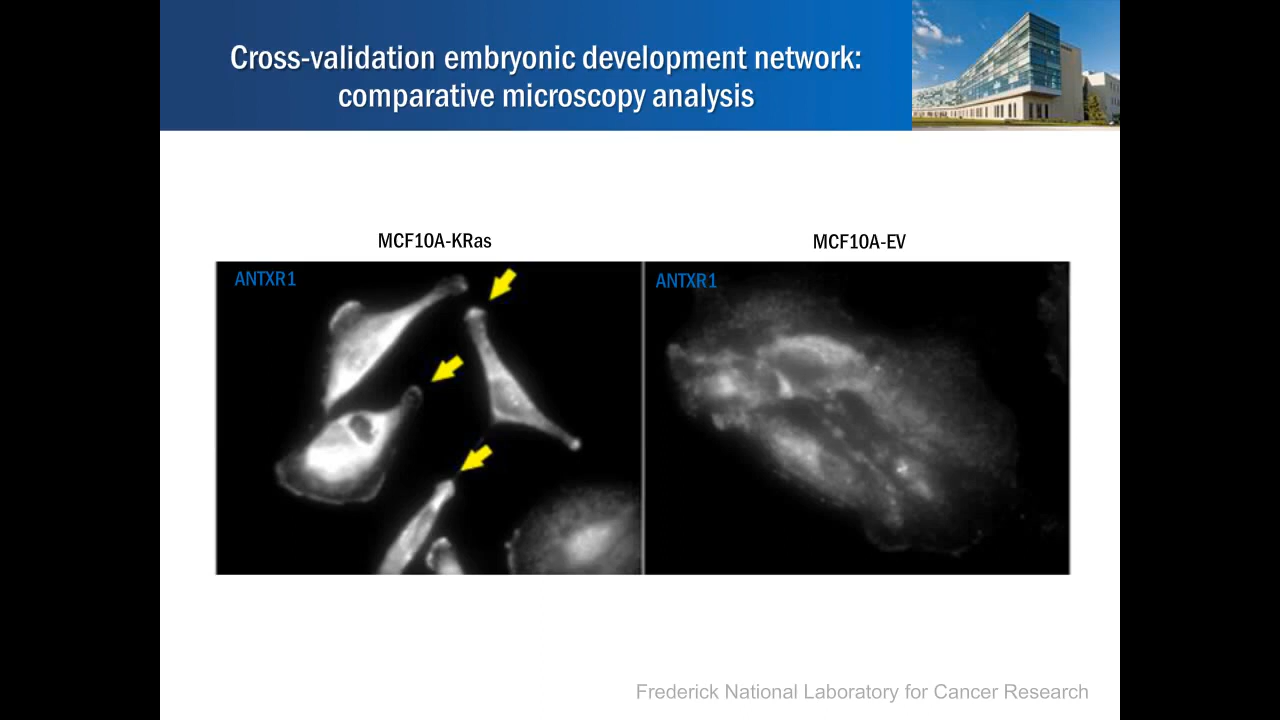 Cross-validation embryonic development network:
comparative microscopy analysis
MCF10A-KRas
MCF10A-EV
ANTXR1
ANTXR1
Frederick National Laboratory for Cancer Research